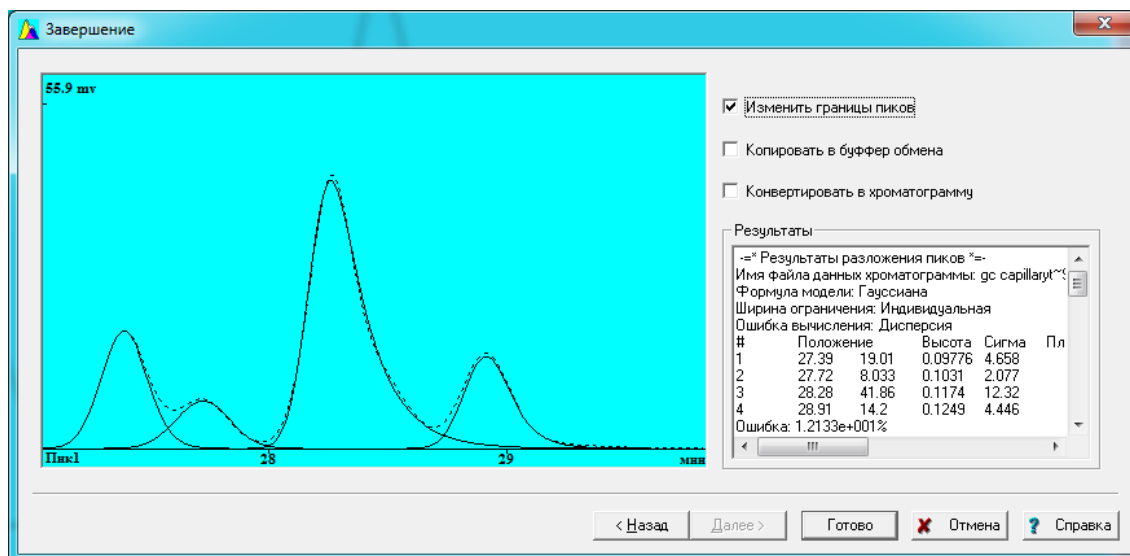 Завершение
55.9 mv
Пик1
28
29
мин
Изменить границы пиков
Копировать в буффер обмена
Конвертировать в хроматограмму
Результаты
-=* Результаты разложения пиков *=-
Имя файла данных хроматограммы: gc capillaryt~
Формула модели: Гауссиана
Ширина ограничения: Индивидуальная
Ошибка вычисления: Дисперсия
# Положение Высота Сигма Пл
1 27.39 19.01 0.09776 4.658
2 27.72 8.033 0.1031 2.077
3 28.28 41.86 0.1174 12.32
4 28.91 14.2 0.1249 4.446
Ошибка: 1.2133e+001%
< Назад
Далее >
Готово
Отмена
? Справка